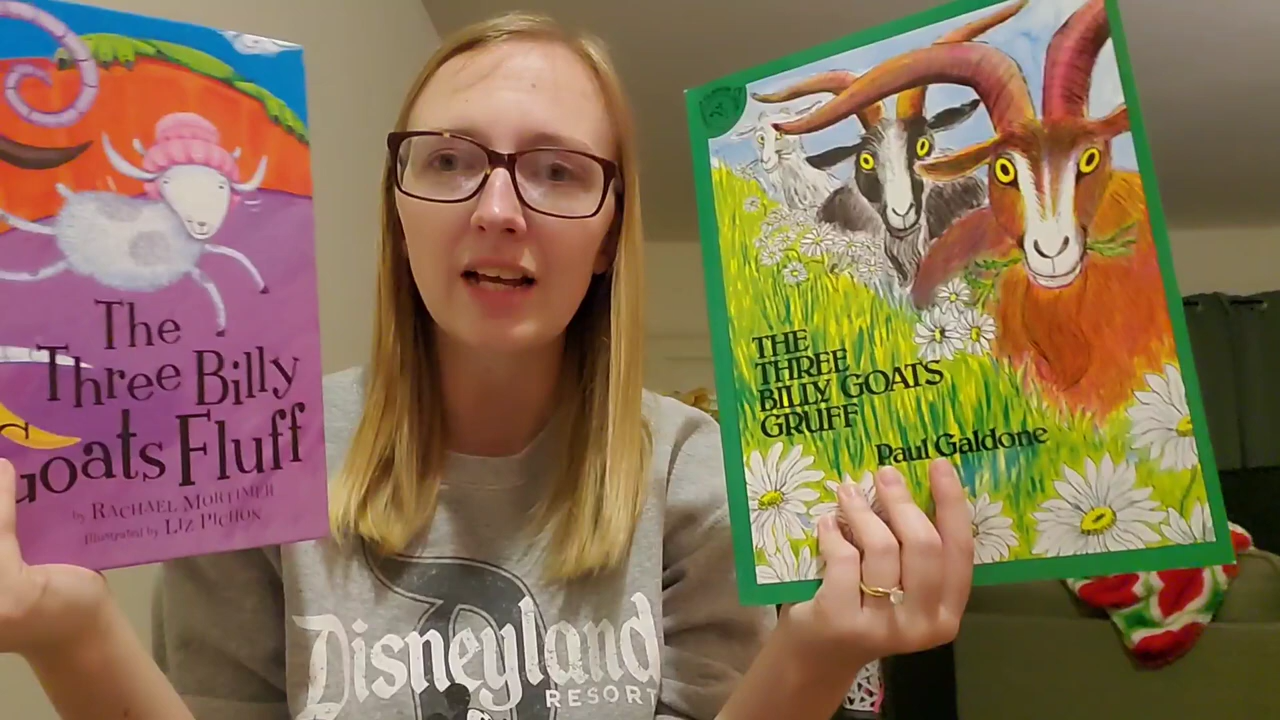 The
Three Billy
Goats Fluff
by RACHAEL MORTIMER
Illustrated by LIZ PICHON
THE
THREE
BILLY GOATS
GRUFF
Paul Galdone
Disneyland
RESORT